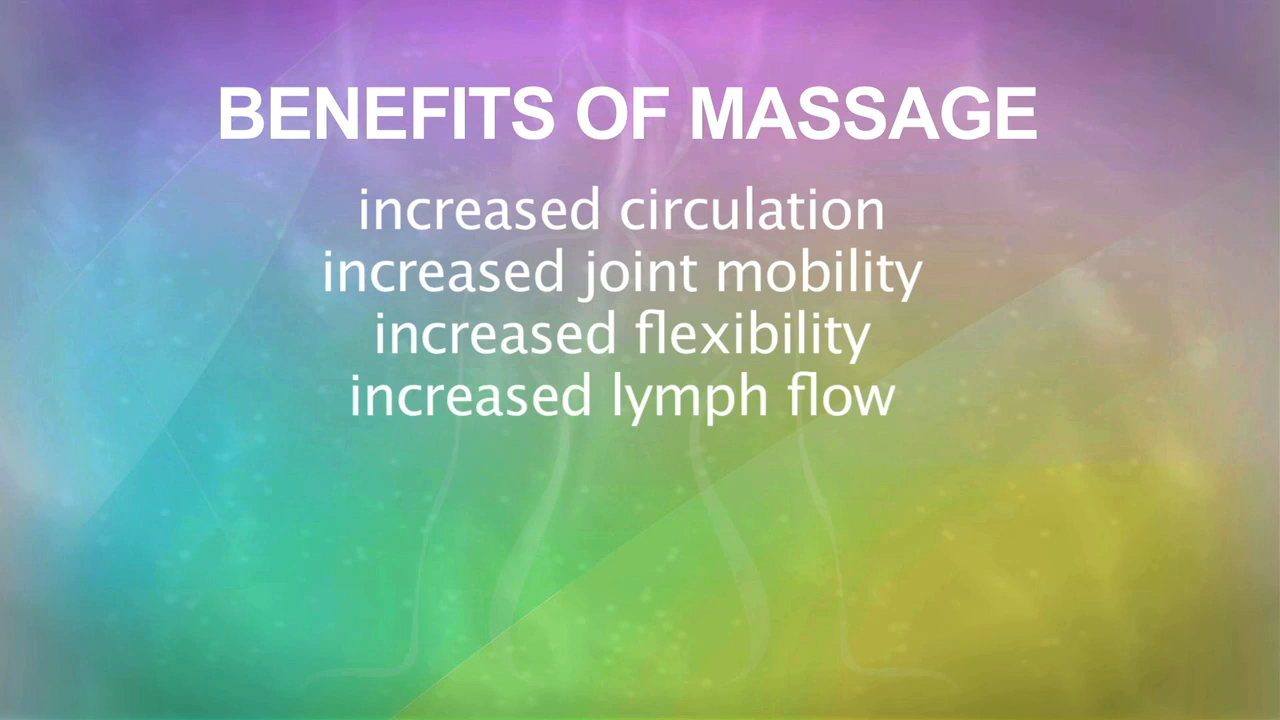 BENEFITS OF MASSAGE
increased circulation
increased joint mobility
increased flexibility
increased lymph flow